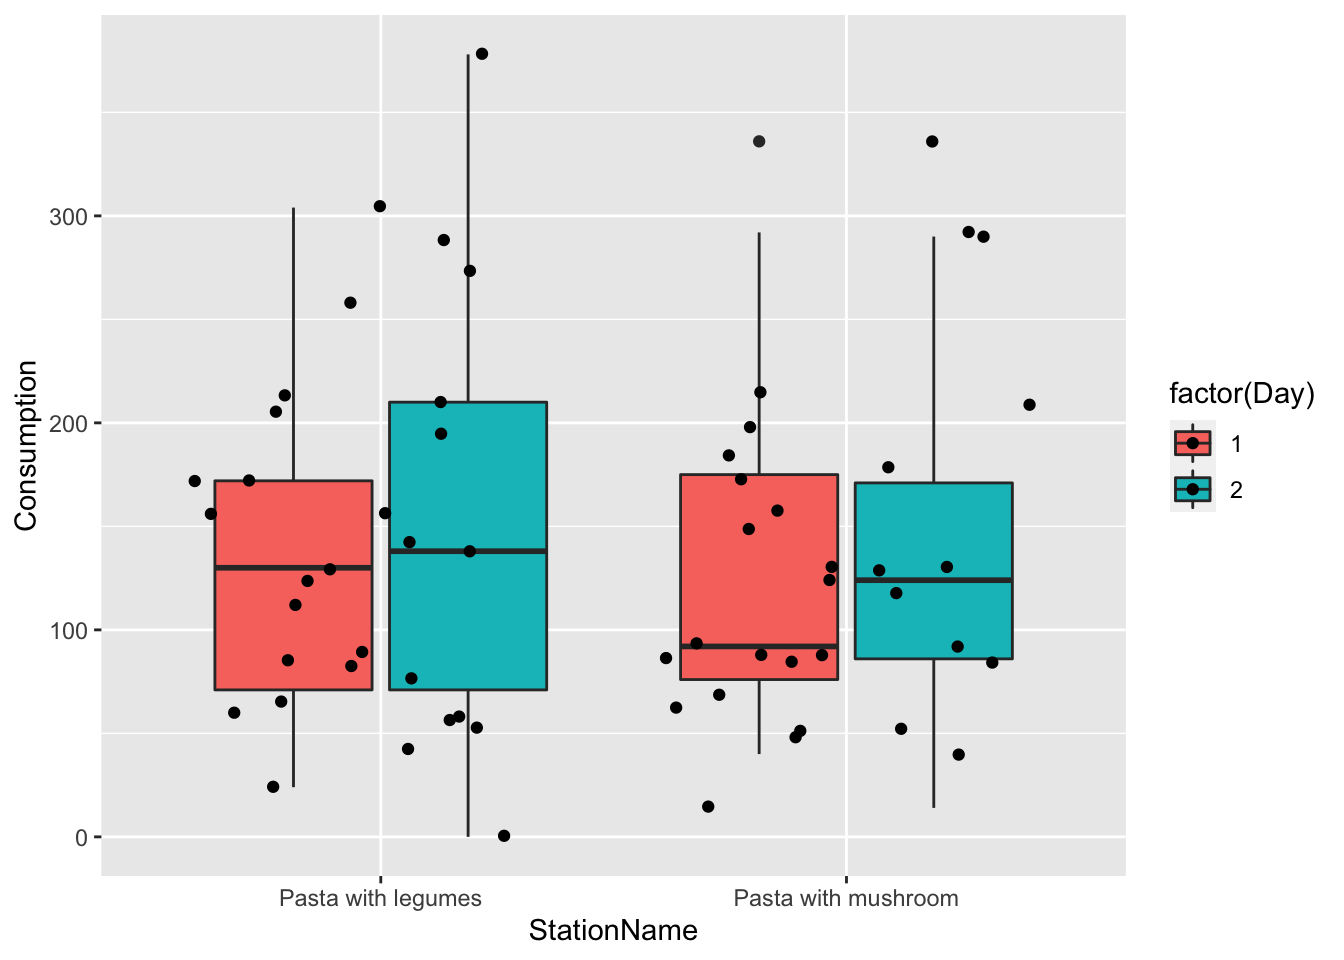 300
200
100
0
Consumption
Pasta with legumes
Pasta with mushroom
StationName
factor(Day)
1
2